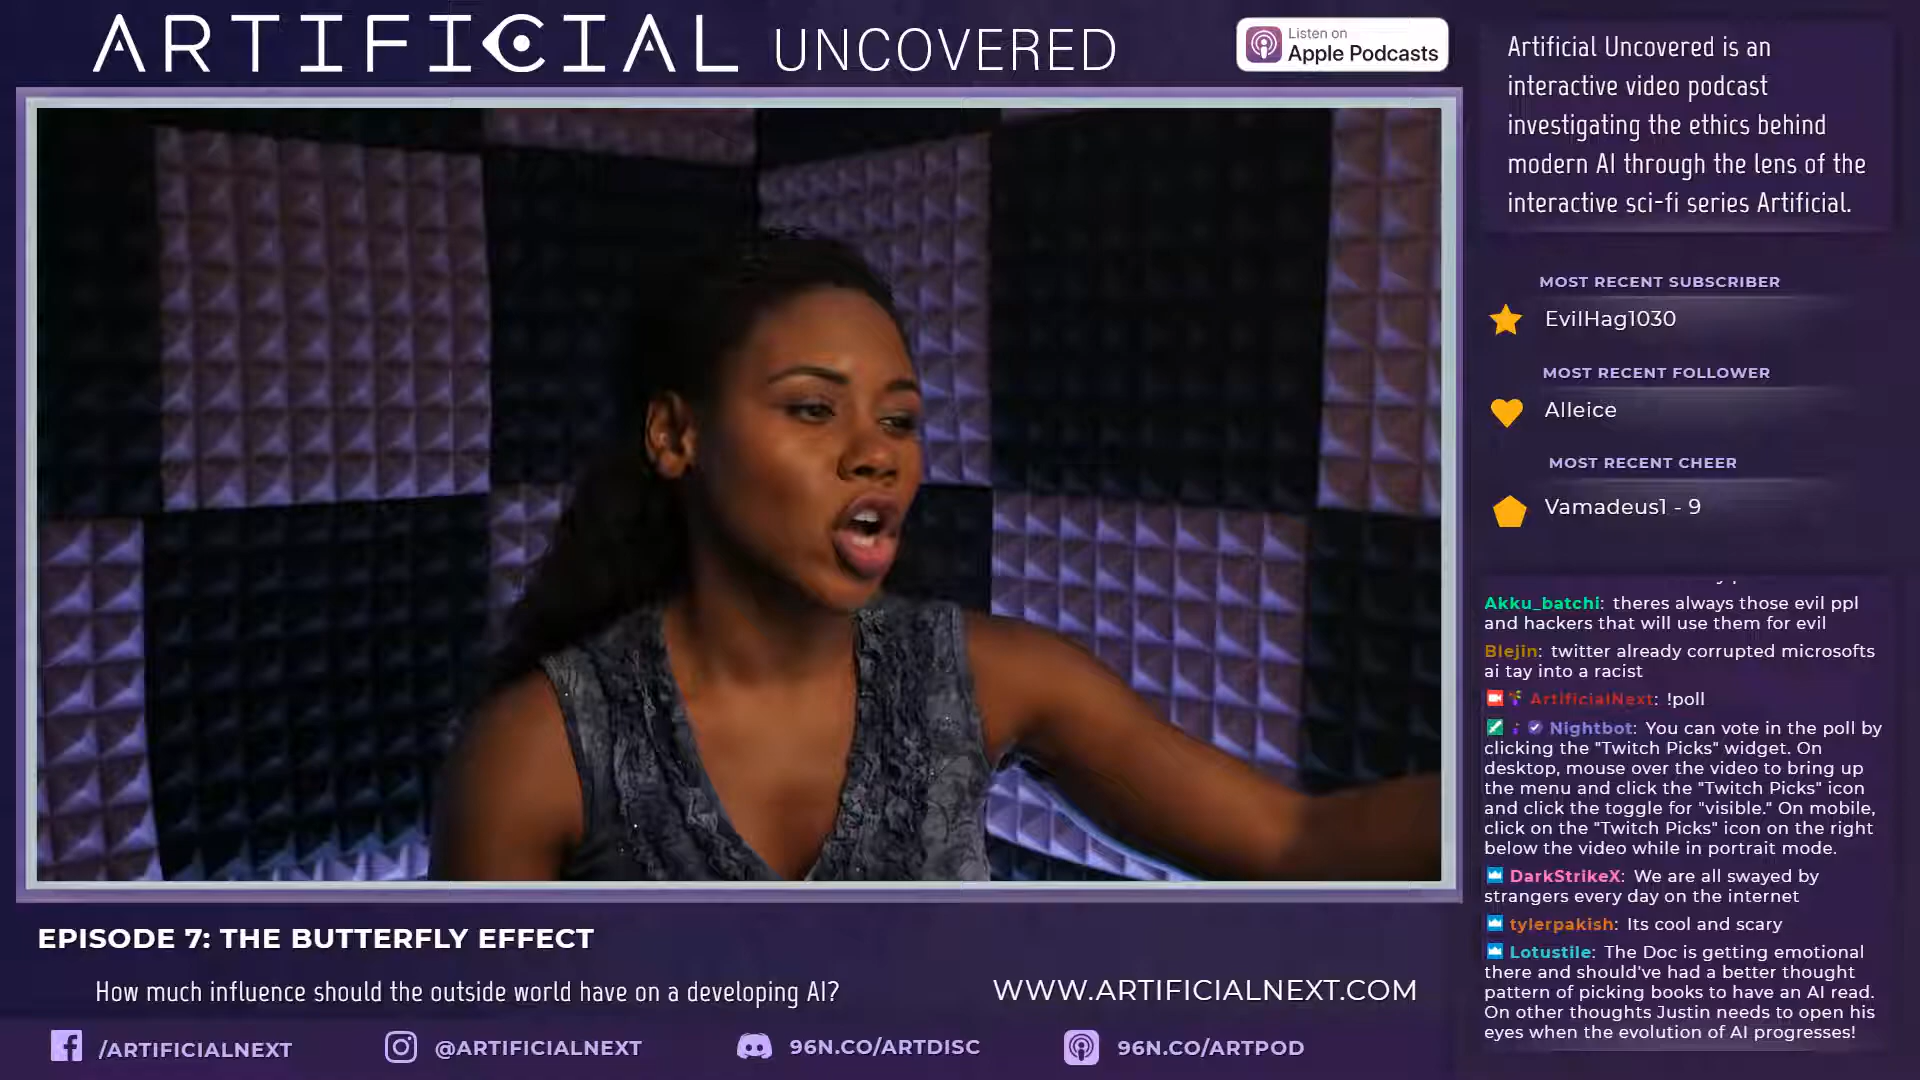 ARTIFICIAL UNCOVERED
Listen on
Apple Podcasts
Artificial Uncovered is an
interactive video podcast
investigating the ethics behind
modern AI through the lens of the
interactive sci-fi series Artificial.
MOST RECENT SUBSCRIBER
EvilHag1030
MOST RECENT FOLLOWER
Alleice
MOST RECENT CHEER
Vamadeus1 - 9
Akku_batchi: theres always those evil ppl
and hackers that will use them for evil
Blejin: twitter already corrupted microsofts
ai tay into a racist
ArtificialNext: !poll
Nightbot: You can vote in the poll by
clicking the "Twitch Picks" widget. On
desktop, mouse over the video to bring up
the menu and click the "Twitch Picks" icon
and click the toggle for "visible." On mobile,
click on the "Twitch Picks" icon on the right
below the video while in portrait mode.
DarkStrikeX: We are all swayed by
strangers every day on the internet
tylerpakish: Its cool and scary
Lotustile: The Doc is getting emotional
there and should've had a better thought
pattern of picking books to have an AI read.
On other thoughts Justin needs to open his
eyes when the evolution of AI progresses!
EPISODE 7: THE BUTTERFLY EFFECT
How much influence should the outside world have on a developing AI?
WWW.ARTIFICIALNEXT.COM
/ARTIFICIALNEXT
@ARTIFICIALNEXT
96N.CO/ARTDISC
96N.CO/ARTPOD